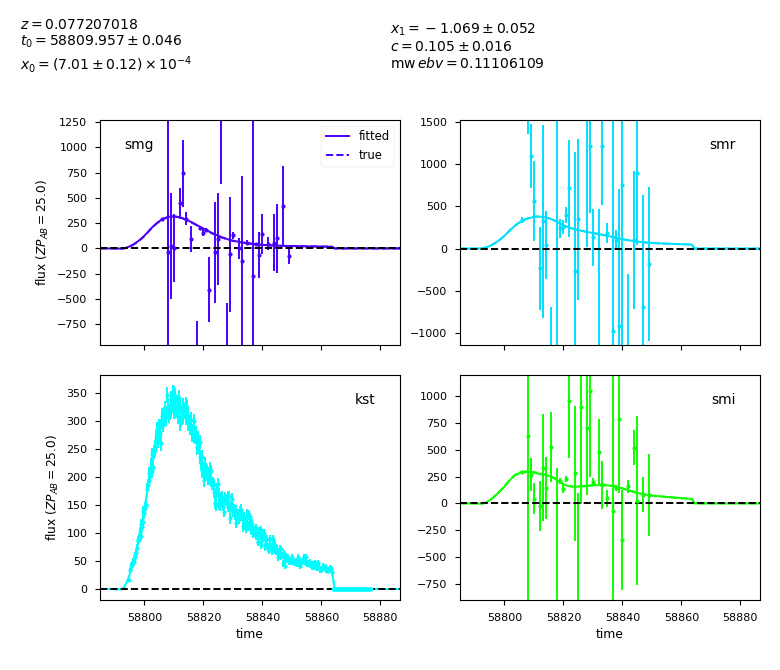 z = 0.077207018
t₀ = 58809.957 ± 0.046
x₀ = (7.01 ± 0.12) × 10⁻⁴
x₁ = −1.069 ± 0.052
c = 0.105 ± 0.016
mw ebv = 0.11106109
smg
fitted
true
1250
1000
750
500
250
0
−250
−500
−750
flux (ZP_AB = 25.0)
smr
1500
1000
500
0
−500
−1000
kst
350
300
250
200
150
100
50
0
flux (ZP_AB = 25.0)
58800 58820 58840 58860 58880
time
smi
1000
750
500
250
0
−250
−500
−750
58800 58820 58840 58860 58880
time